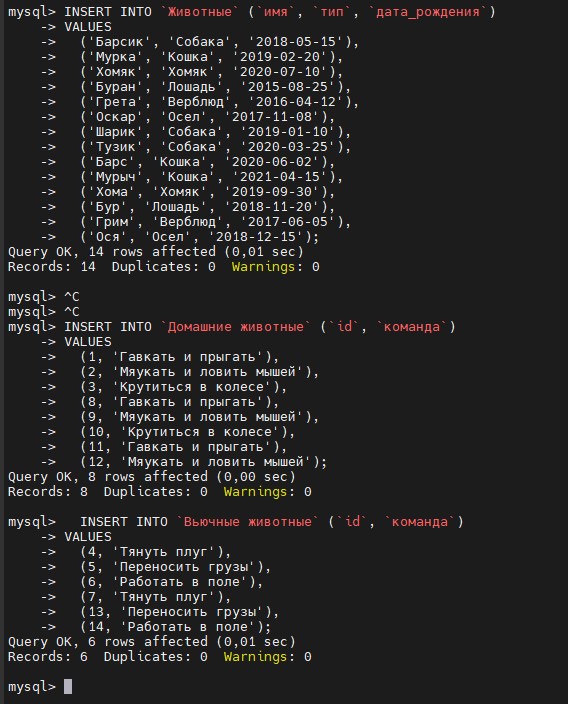 mysql> INSERT INTO `Животные` (`имя`, `тип`, `дата_рождения`)
    -> VALUES
    ->   ('Барсик', 'Собака', '2018-05-15'),
    ->   ('Мурка', 'Кошка', '2019-02-20'),
    ->   ('Хомяк', 'Хомяк', '2020-07-10'),
    ->   ('Буран', 'Лошадь', '2015-08-25'),
    ->   ('Грета', 'Верблюд', '2016-04-12'),
    ->   ('Оскар', 'Осел', '2017-11-08'),
    ->   ('Шарик', 'Собака', '2019-01-10'),
    ->   ('Тузик', 'Собака', '2020-03-25'),
    ->   ('Барс', 'Кошка', '2020-06-02'),
    ->   ('Мурыч', 'Кошка', '2021-04-15'),
    ->   ('Хома', 'Хомяк', '2019-09-30'),
    ->   ('Бур', 'Лошадь', '2018-11-20'),
    ->   ('Грим', 'Верблюд', '2017-06-05'),
    ->   ('Ося', 'Осел', '2018-12-15');
Query OK, 14 rows affected (0,01 sec)
Records: 14  Duplicates: 0  Warnings: 0

mysql> ^C
mysql> ^C
mysql> INSERT INTO `Домашние животные` (`id`, `команда`)
    -> VALUES
    ->   (1, 'Гавкать и прыгать'),
    ->   (2, 'Мяукать и ловить мышей'),
    ->   (3, 'Крутиться в колесе'),
    ->   (8, 'Гавкать и прыгать'),
    ->   (9, 'Мяукать и ловить мышей'),
    ->   (10, 'Крутиться в колесе'),
    ->   (11, 'Гавкать и прыгать'),
    ->   (12, 'Мяукать и ловить мышей');
Query OK, 8 rows affected (0,00 sec)
Records: 8  Duplicates: 0  Warnings: 0

mysql>   INSERT INTO `Вьючные животные` (`id`, `команда`)
    -> VALUES
    ->   (4, 'Тянуть плуг'),
    ->   (5, 'Переносить грузы'),
    ->   (6, 'Работать в поле'),
    ->   (7, 'Тянуть плуг'),
    ->   (13, 'Переносить грузы'),
    ->   (14, 'Работать в поле');
Query OK, 6 rows affected (0,01 sec)
Records: 6  Duplicates: 0  Warnings: 0

mysql>